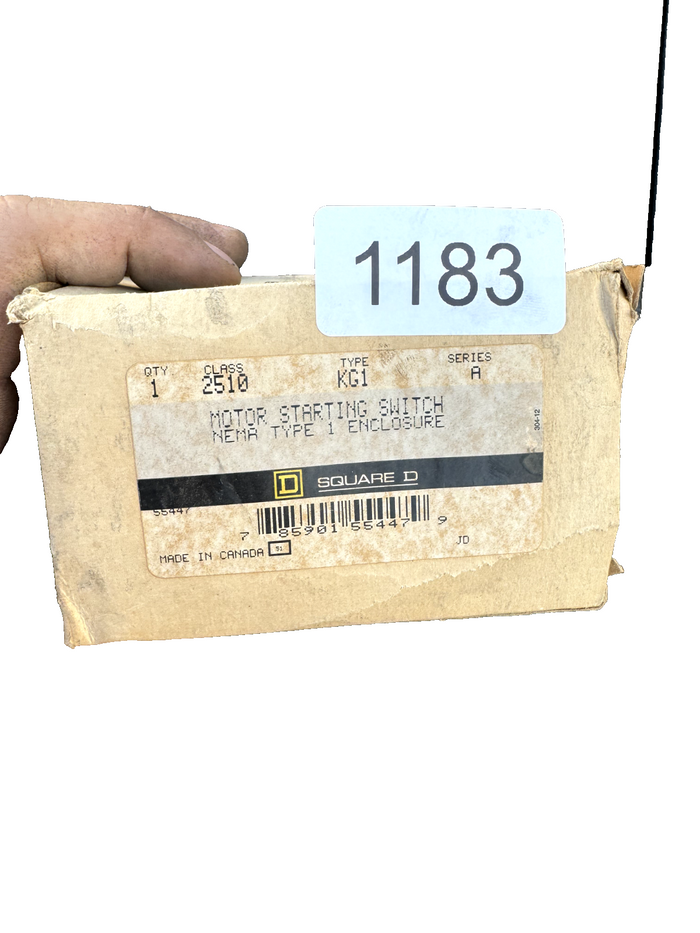 1183
QTY CLASS TYPE SERIES
1 2510 KG1 A
MOTOR STARTING SWITCH
NEMA TYPE 1 ENCLOSURE
304-12
D SQUARE D
55447
7 85901 55447 9
MADE IN CANADA 51 JD